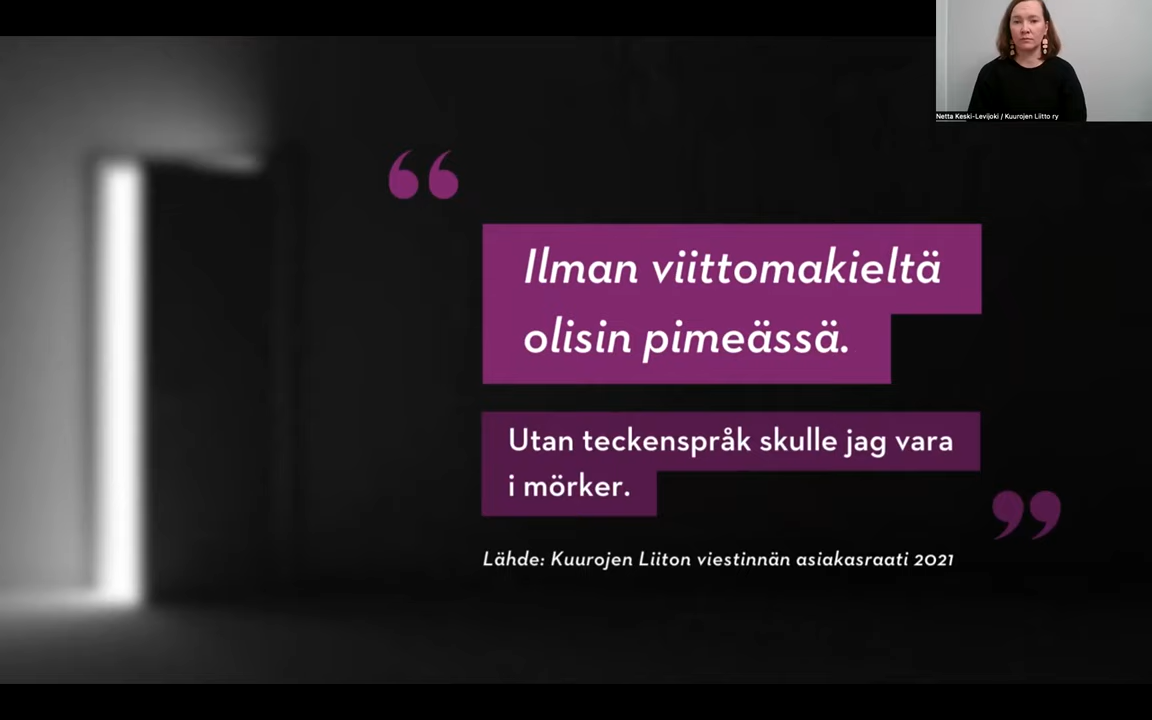 Netta Keski-Levijoki / Kuurojen Liitto ry
“
Ilman viittomakieltä
olisin pimeässä.
Utan teckenspråk skulle jag vara
i mörker.
”
Lähde: Kuurojen Liiton viestinnän asiakasraati 2021